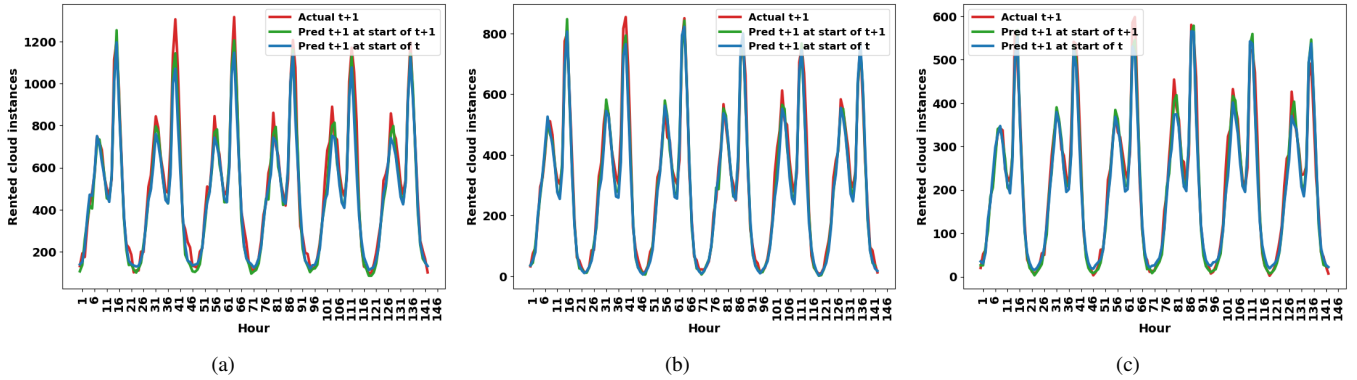 Rented cloud instances
1200
1000
800
600
400
200
Actual t+1
Pred t+1 at start of t+1
Pred t+1 at start of t
1 6 11 16 21 26 31 36 41 46 51 56 61 66 71 76 81 86 91 96 101 106 111 116 121 126 131 136 141 146
Hour
(a)
Rented cloud instances
800
600
400
200
0
Actual t+1
Pred t+1 at start of t+1
Pred t+1 at start of t
1 6 11 16 21 26 31 36 41 46 51 56 61 66 71 76 81 86 91 96 101 106 111 116 121 126 131 136 141 146
Hour
(b)
Rented cloud instances
600
500
400
300
200
100
0
Actual t+1
Pred t+1 at start of t+1
Pred t+1 at start of t
1 6 11 16 21 26 31 36 41 46 51 56 61 66 71 76 81 86 91 96 101 106 111 116 121 126 131 136 141 146
Hour
(c)